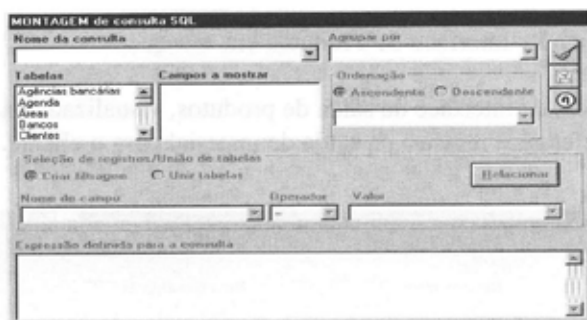 MONTAGEM de consulta SQL
Nome da consulta
Agrupar por
Tabelas
Campos a mostrar
Ordenação
Agências bancárias
Agenda
Áreas
Bancos
Clientes
Ascendente
Descendente
Seleção de registros/União de tabelas
Criar filtragem
Unir tabelas
Relacionar
Nome do campo
Operador
Valor
=
Expressão definida para a consulta